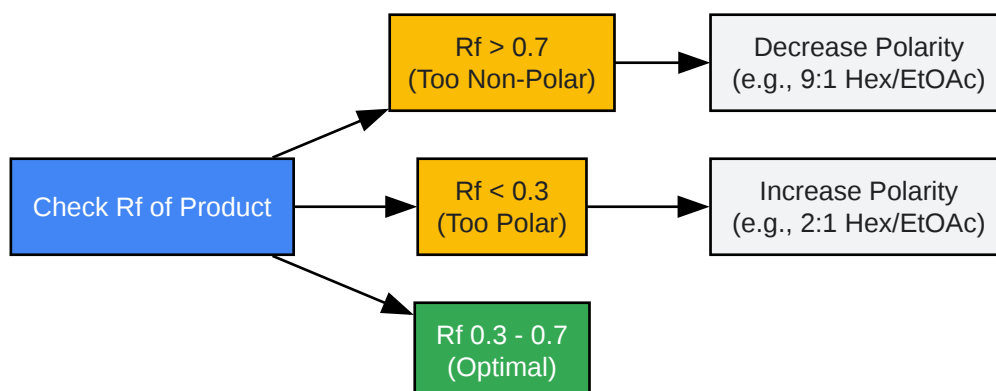 Check Rf of Product
Rf > 0.7
(Too Non-Polar)
Decrease Polarity
(e.g., 9:1 Hex/EtOAc)
Rf < 0.3
(Too Polar)
Increase Polarity
(e.g., 2:1 Hex/EtOAc)
Rf 0.3 - 0.7
(Optimal)